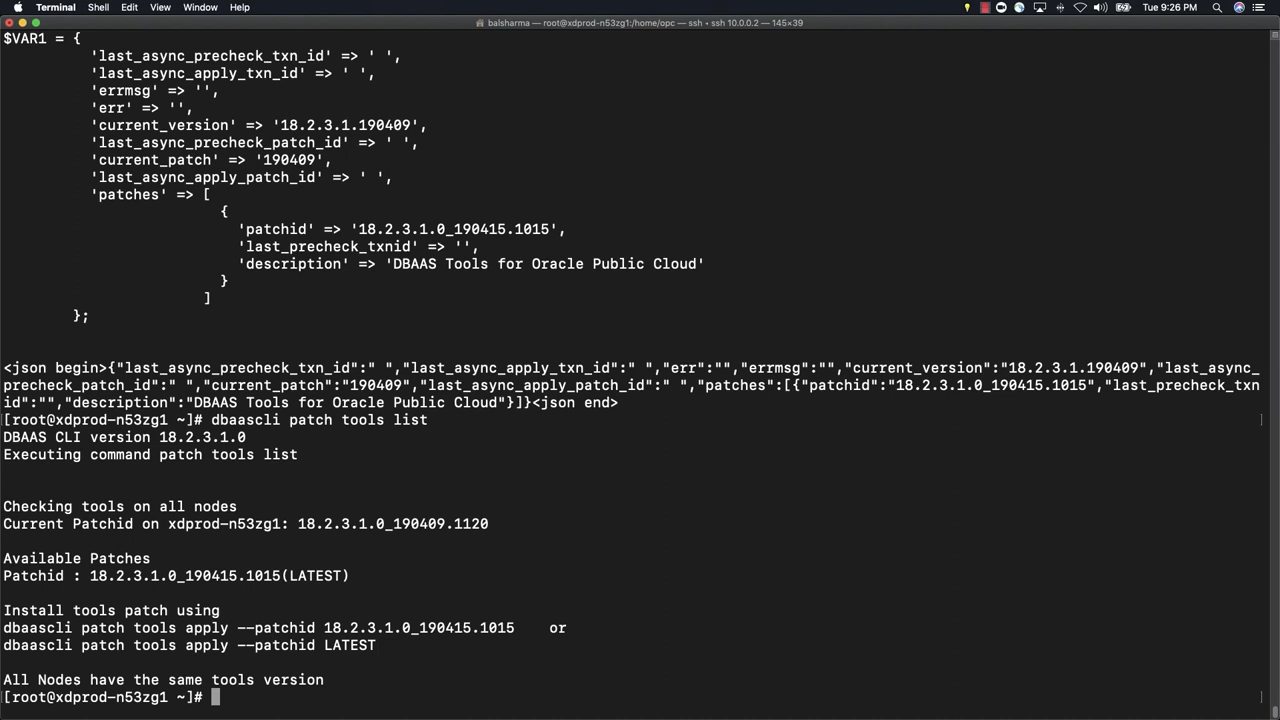 Terminal Shell Edit View Window Help Tue 9:26 PM
balsharma — root@xdprod-n53zg1:/home/opc — ssh • ssh 10.0.0.2 — 145×39
$VAR1 = {
'last_async_precheck_txn_id' => ' ',
'last_async_apply_txn_id' => ' ',
'errmsg' => '',
'err' => '',
'current_version' => '18.2.3.1.190409',
'last_async_precheck_patch_id' => ' ',
'current_patch' => '190409',
'last_async_apply_patch_id' => ' ',
'patches' => [
{
'patchid' => '18.2.3.1.0_190415.1015',
'last_precheck_txnid' => '',
'description' => 'DBAAS Tools for Oracle Public Cloud'
}
]
};
<json begin>{"last_async_precheck_txn_id":" ","last_async_apply_txn_id":" ","err":"","errmsg":"","current_version":"18.2.3.1.190409","last_async_
precheck_patch_id":" ","current_patch":"190409","last_async_apply_patch_id":" ","patches":[{"patchid":"18.2.3.1.0_190415.1015","last_precheck_txn
id":"","description":"DBAAS Tools for Oracle Public Cloud"}]}<json end>
[root@xdprod-n53zg1 ~]# dbaascli patch tools list
DBAAS CLI version 18.2.3.1.0
Executing command patch tools list
Checking tools on all nodes
Current Patchid on xdprod-n53zg1: 18.2.3.1.0_190409.1120
Available Patches
Patchid : 18.2.3.1.0_190415.1015(LATEST)
Install tools patch using
dbaascli patch tools apply --patchid 18.2.3.1.0_190415.1015 or
dbaascli patch tools apply --patchid LATEST
All Nodes have the same tools version
[root@xdprod-n53zg1 ~]#